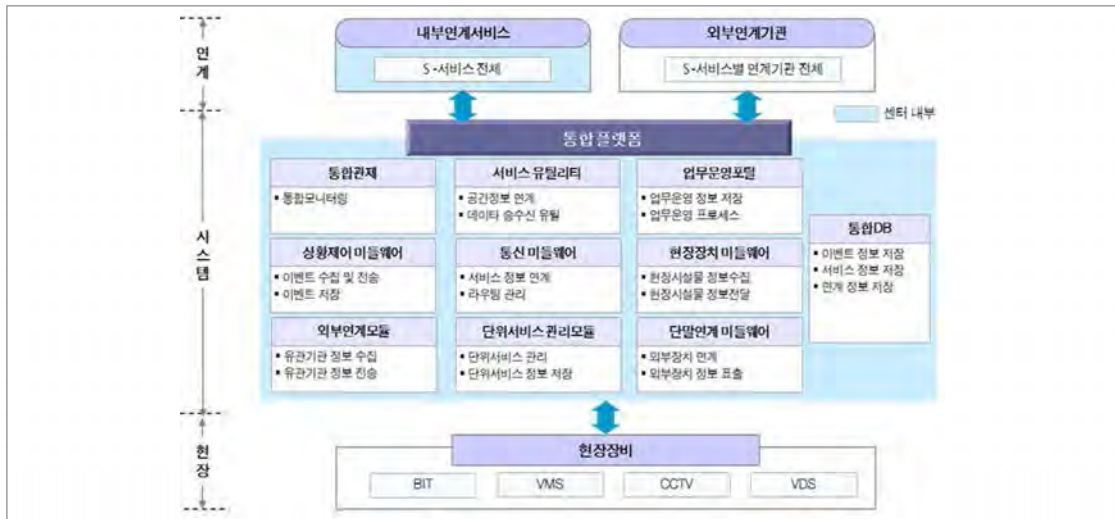 연계
내부연계서비스
S-서비스 전체
외부연계기관
S-서비스별 연계기관 전체
센터 내부
시스템
통합플랫폼
통합관제
▪ 통합모니터링
서비스 유틸리티
▪ 공간정보 연계
▪ 데이타 송수신 유틸
업무운영포털
▪ 업무운영 정보 저장
▪ 업무운영 프로세스
상황제어 미들웨어
▪ 이벤트 수집 및 전송
▪ 이벤트 저장
통신 미들웨어
▪ 서비스 정보 연계
▪ 라우팅 관리
현장장치 미들웨어
▪ 현장시설물 정보수집
▪ 현장시설물 정보전달
외부연계모듈
▪ 유관기관 정보 수집
▪ 유관기관 정보 전송
단위서비스 관리모듈
▪ 단위서비스 관리
▪ 단위서비스 정보 저장
단말연계 미들웨어
▪ 외부장치 연계
▪ 외부장치 정보 표출
통합DB
▪ 이벤트 정보 저장
▪ 서비스 정보 저장
▪ 연계 정보 저장
현장
현장장비
BIT
VMS
CCTV
VDS